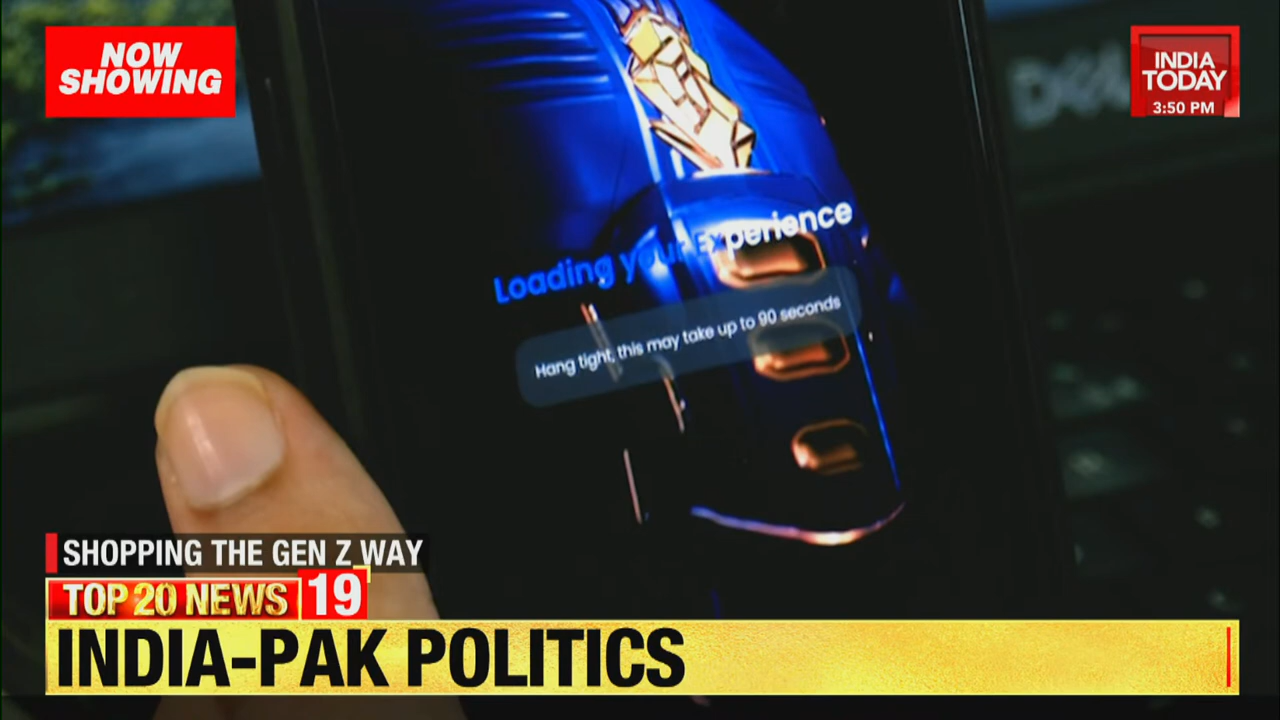 NOW
SHOWING
INDIA
TODAY
3:50 PM
Loading your Experience
Hang tight, this may take up to 90 seconds
SHOPPING THE GEN Z WAY
TOP 20 NEWS 19
INDIA-PAK POLITICS